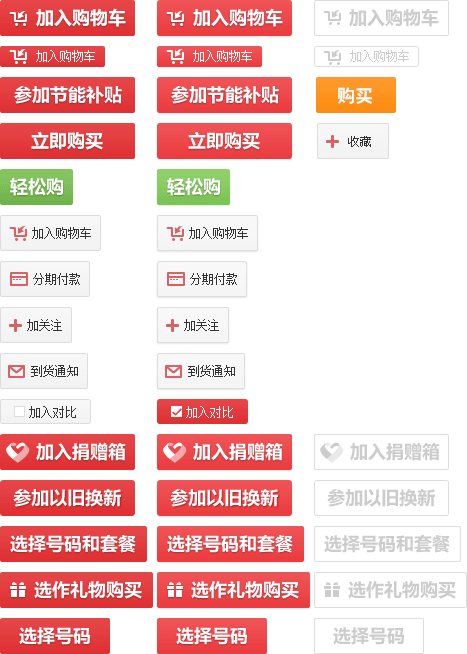 加入购物车 加入购物车 加入购物车
加入购物车 加入购物车 加入购物车
参加节能补贴 参加节能补贴 购买
立即购买 立即购买 收藏
轻松购 轻松购
加入购物车 加入购物车
分期付款 分期付款
加关注 加关注
到货通知 到货通知
加入对比 加入对比
加入捐赠箱 加入捐赠箱 加入捐赠箱
参加以旧换新 参加以旧换新 参加以旧换新
选择号码和套餐 选择号码和套餐 选择号码和套餐
选作礼物购买 选作礼物购买 选作礼物购买
选择号码 选择号码 选择号码